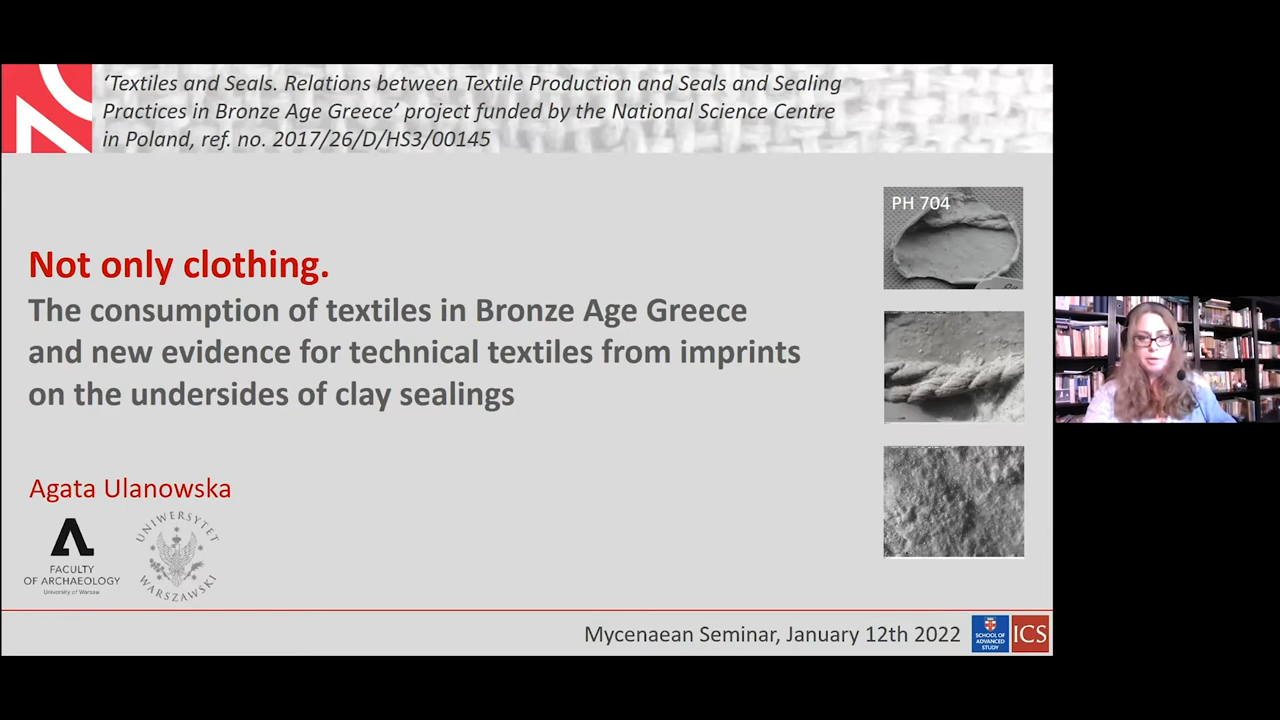 ‘Textiles and Seals. Relations between Textile Production and Seals and Sealing
Practices in Bronze Age Greece’ project funded by the National Science Centre
in Poland, ref. no. 2017/26/D/HS3/00145
PH 704
Not only clothing.
The consumption of textiles in Bronze Age Greece
and new evidence for technical textiles from imprints
on the undersides of clay sealings
Agata Ulanowska
FACULTY
OF ARCHAEOLOGY
University of Warsaw
UNIWERSYTET
WARSZAWSKI
Mycenaean Seminar, January 12th 2022
SCHOOL OF
ADVANCED
STUDY
ICS